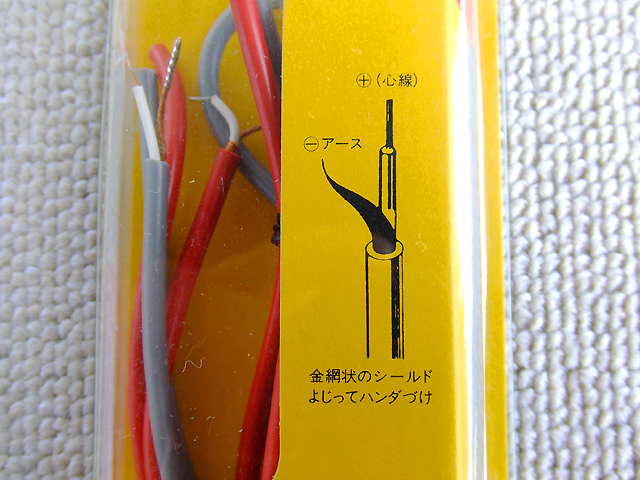 ⊕(心線)
⊖アース
金網状のシールド
よじってハンダづけ